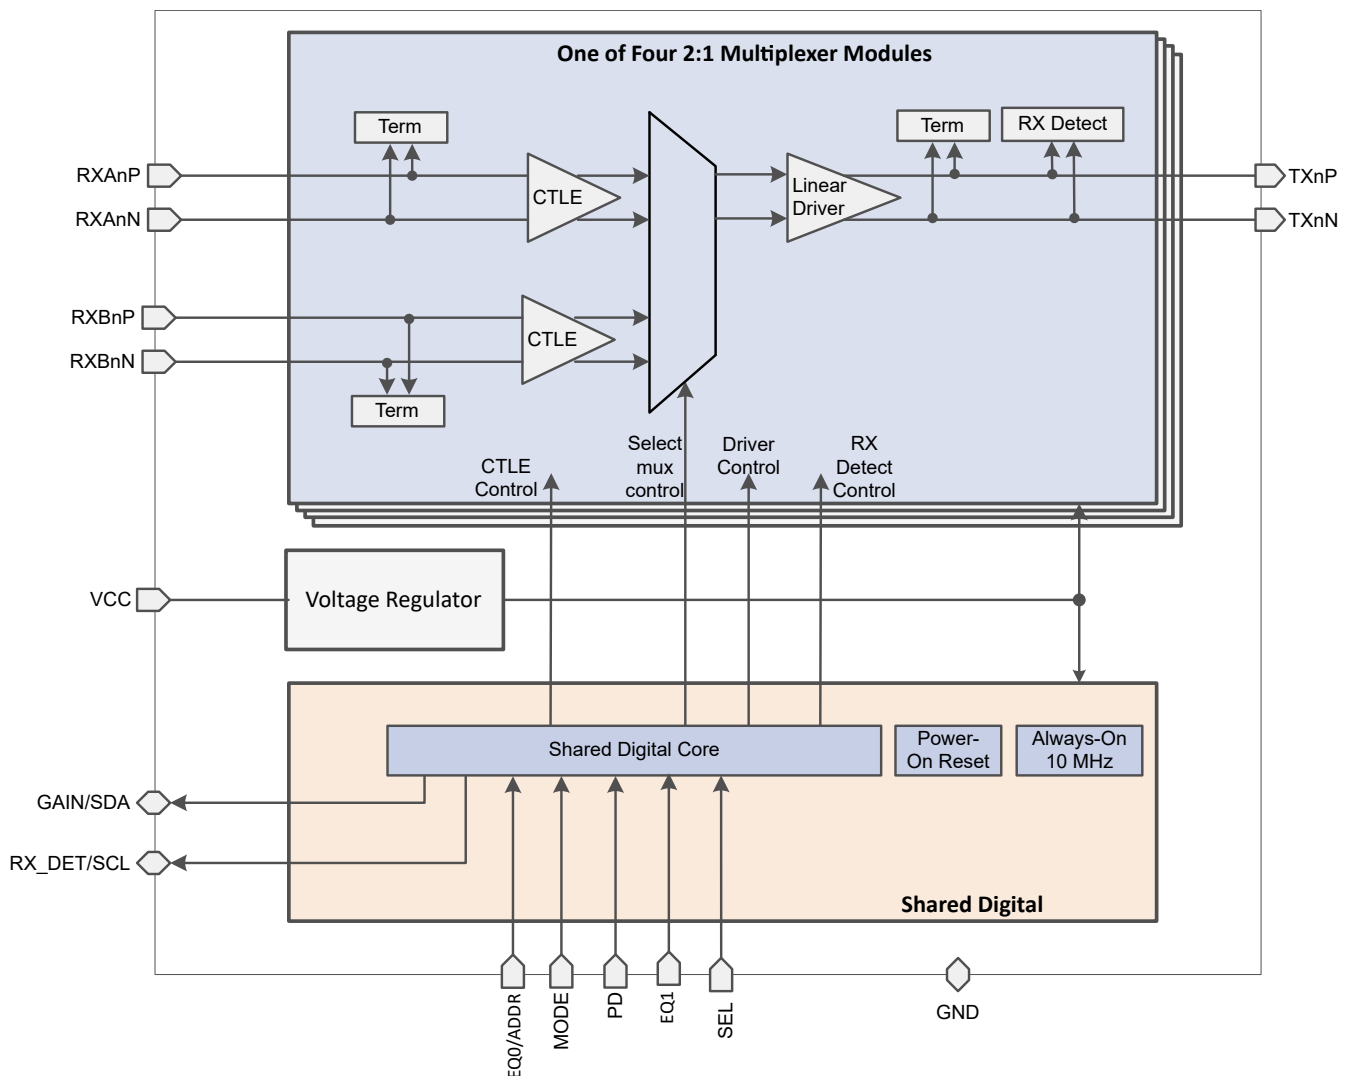 One of Four 2:1 Multiplexer Modules
Term
Term
RX Detect
RXAnP
TXnP
CTLE
Linear
Driver
RXAnN
TXnN
RXBnP
CTLE
RXBnN
Term
CTLE
Control
Select
mux
control
Driver
Control
RX
Detect
Control
VCC
Voltage Regulator
Shared Digital Core
Power-
On Reset
Always-On
10 MHz
GAIN/SDA
RX_DET/SCL
Shared Digital
EQ0/ADDR
MODE
PD
EQ1
SEL
GND